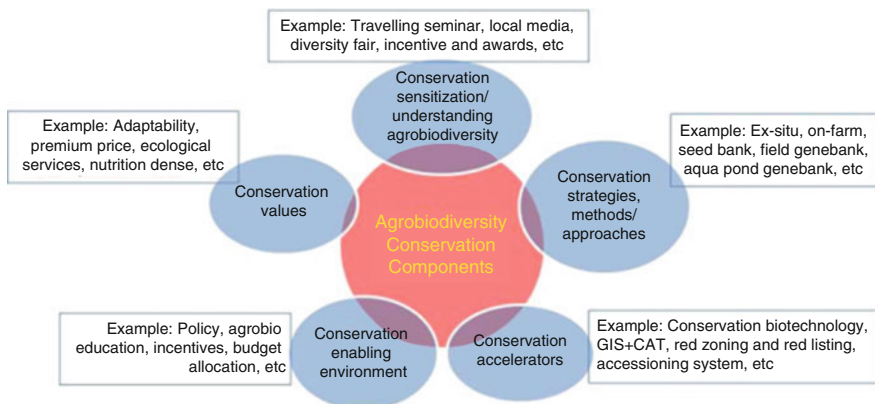 Example: Travelling seminar, local media,
diversity fair, incentive and awards, etc
Conservation
sensitization/
understanding
agrobiodiversity
Example: Adaptability,
premium price, ecological
services, nutrition dense, etc
Conservation
values
Example: Ex-situ, on-farm,
seed bank, field genebank,
aqua pond genebank,
etc
Conservation
strategies,
methods/
approaches
Agrobiodiversity
Conservation
Components
Example: Policy, agrobio
education, incentives, budget
allocation, etc
Conservation
enabling
environment
Conservation
accelerators
Example: Conservation biotechnology,
GIS+CAT, red zoning and red listing,
accessioning system, etc